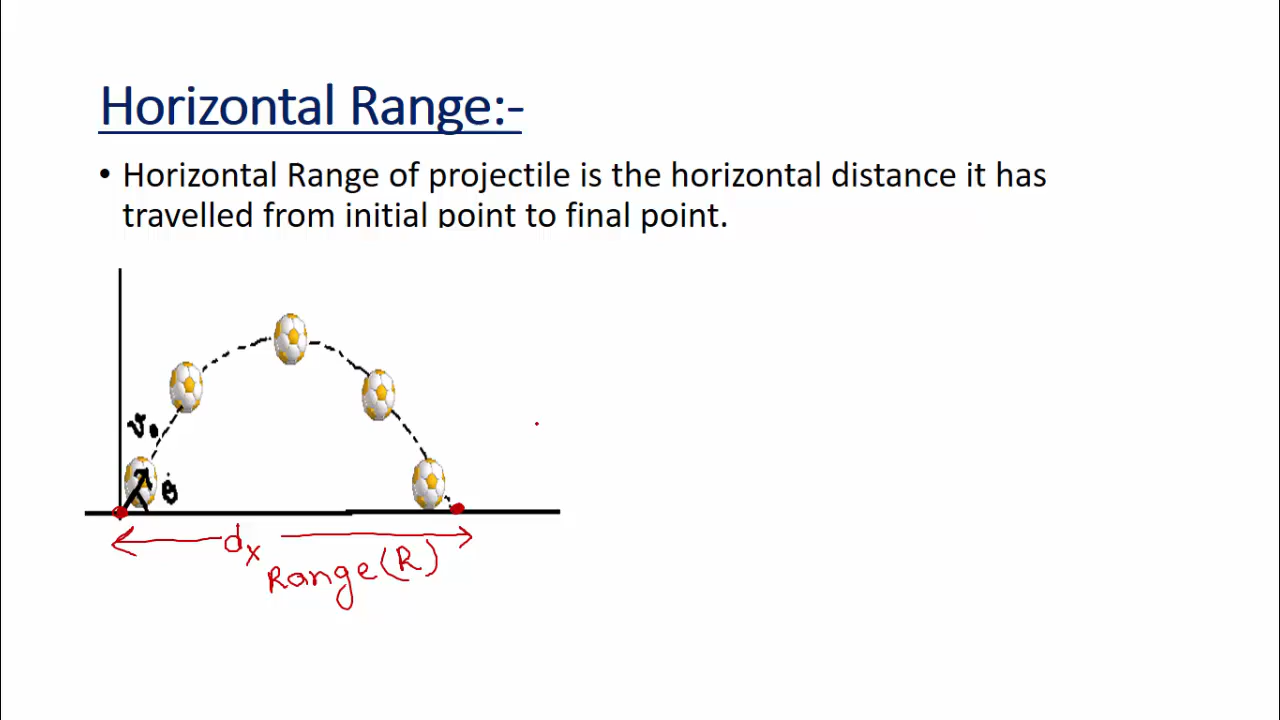 Horizontal Range:-
• Horizontal Range of projectile is the horizontal distance it has
travelled from initial point to final point.
v₀
θ
dₓ
Range (R)